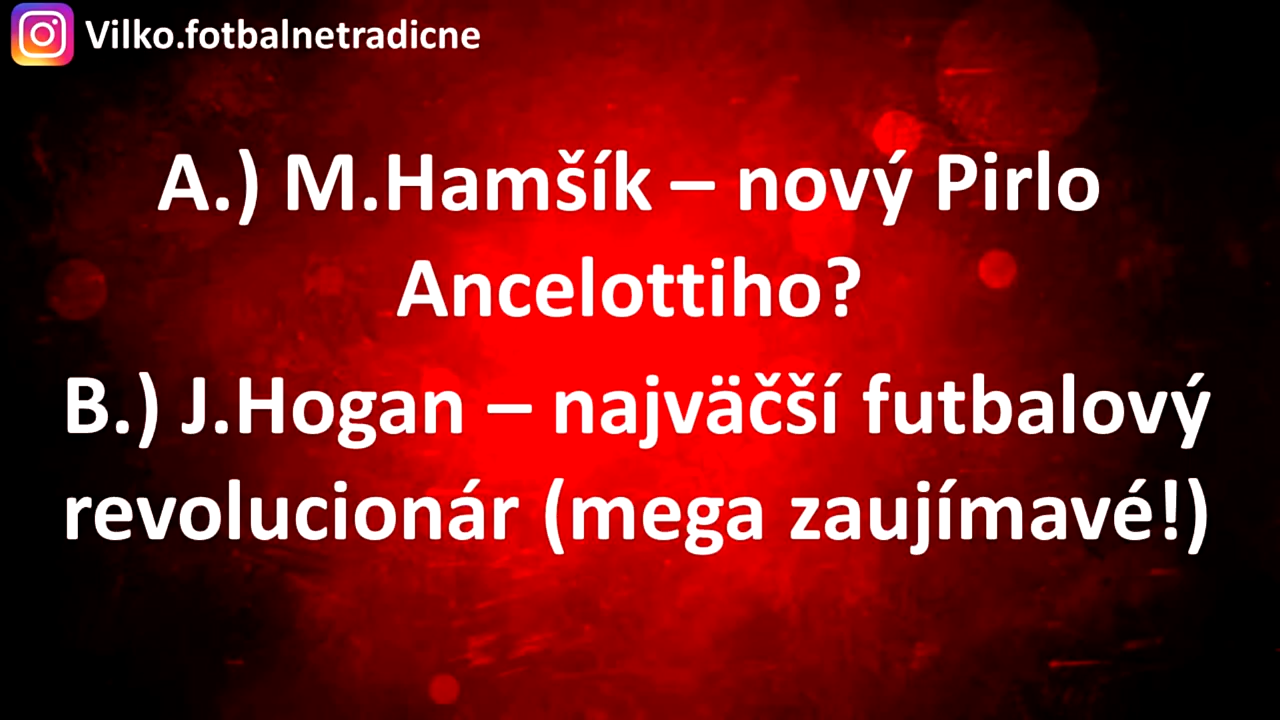 Vilko.fotbalnetradicne
A.) M.Hamšík – nový Pirlo
Ancelottiho?
B.) J.Hogan – najväčší futbalový
revolucionár (mega zaujímavé!)